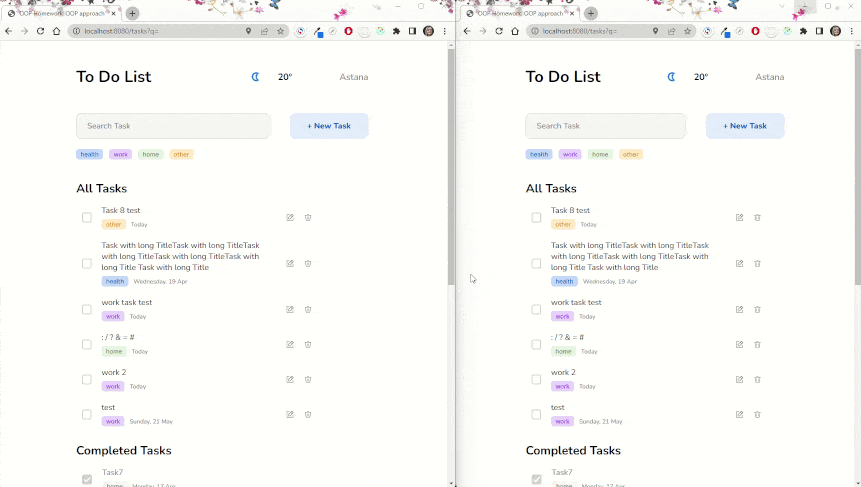 OOP Homework: OOP approach
localhost:8080/tasks?q=
To Do List
20°
Astana
Search Task
+ New Task
health
work
home
other
All Tasks
Task 8 test
other
Today
Task with long TitleTask with long TitleTask
with long TitleTask with long TitleTask with
long Title Task with long Title
health
Wednesday, 19 Apr
work task test
work
Today
: / ? & = #
home
Today
work 2
work
Today
test
work
Sunday, 21 May
Completed Tasks
Task7
home
Monday, 17 Apr
OOP Homework: OOP approach
localhost:8080/tasks?q=
To Do List
20°
Astana
Search Task
+ New Task
health
work
home
other
All Tasks
Task 8 test
other
Today
Task with long TitleTask with long TitleTask
with long TitleTask with long TitleTask with
long Title Task with long Title
health
Wednesday, 19 Apr
work task test
work
Today
: / ? & = #
home
Today
work 2
work
Today
test
work
Sunday, 21 May
Completed Tasks
Task7
home
Monday, 17 Apr